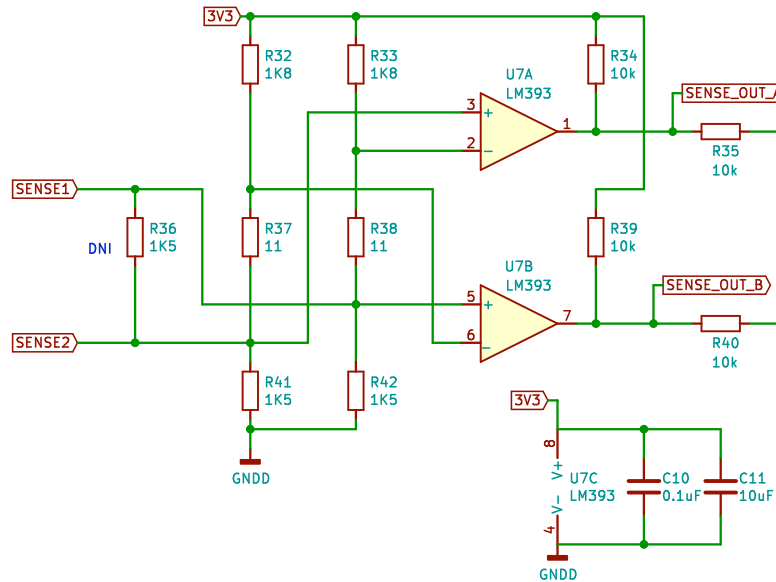 3V3
R32
1K8
R33
1K8
R34
10k
U7A
LM393
3
+
2
−
1
SENSE_OUT_A
R35
10k
SENSE1
R36
1K5
DNI
R37
11
R38
11
R39
10k
U7B
LM393
5
+
6
−
7
SENSE_OUT_B
R40
10k
SENSE2
R41
1K5
R42
1K5
GNDD
3V3
8
V+
U7C
LM393
V-
4
C10
0.1uF
C11
10uF
GNDD